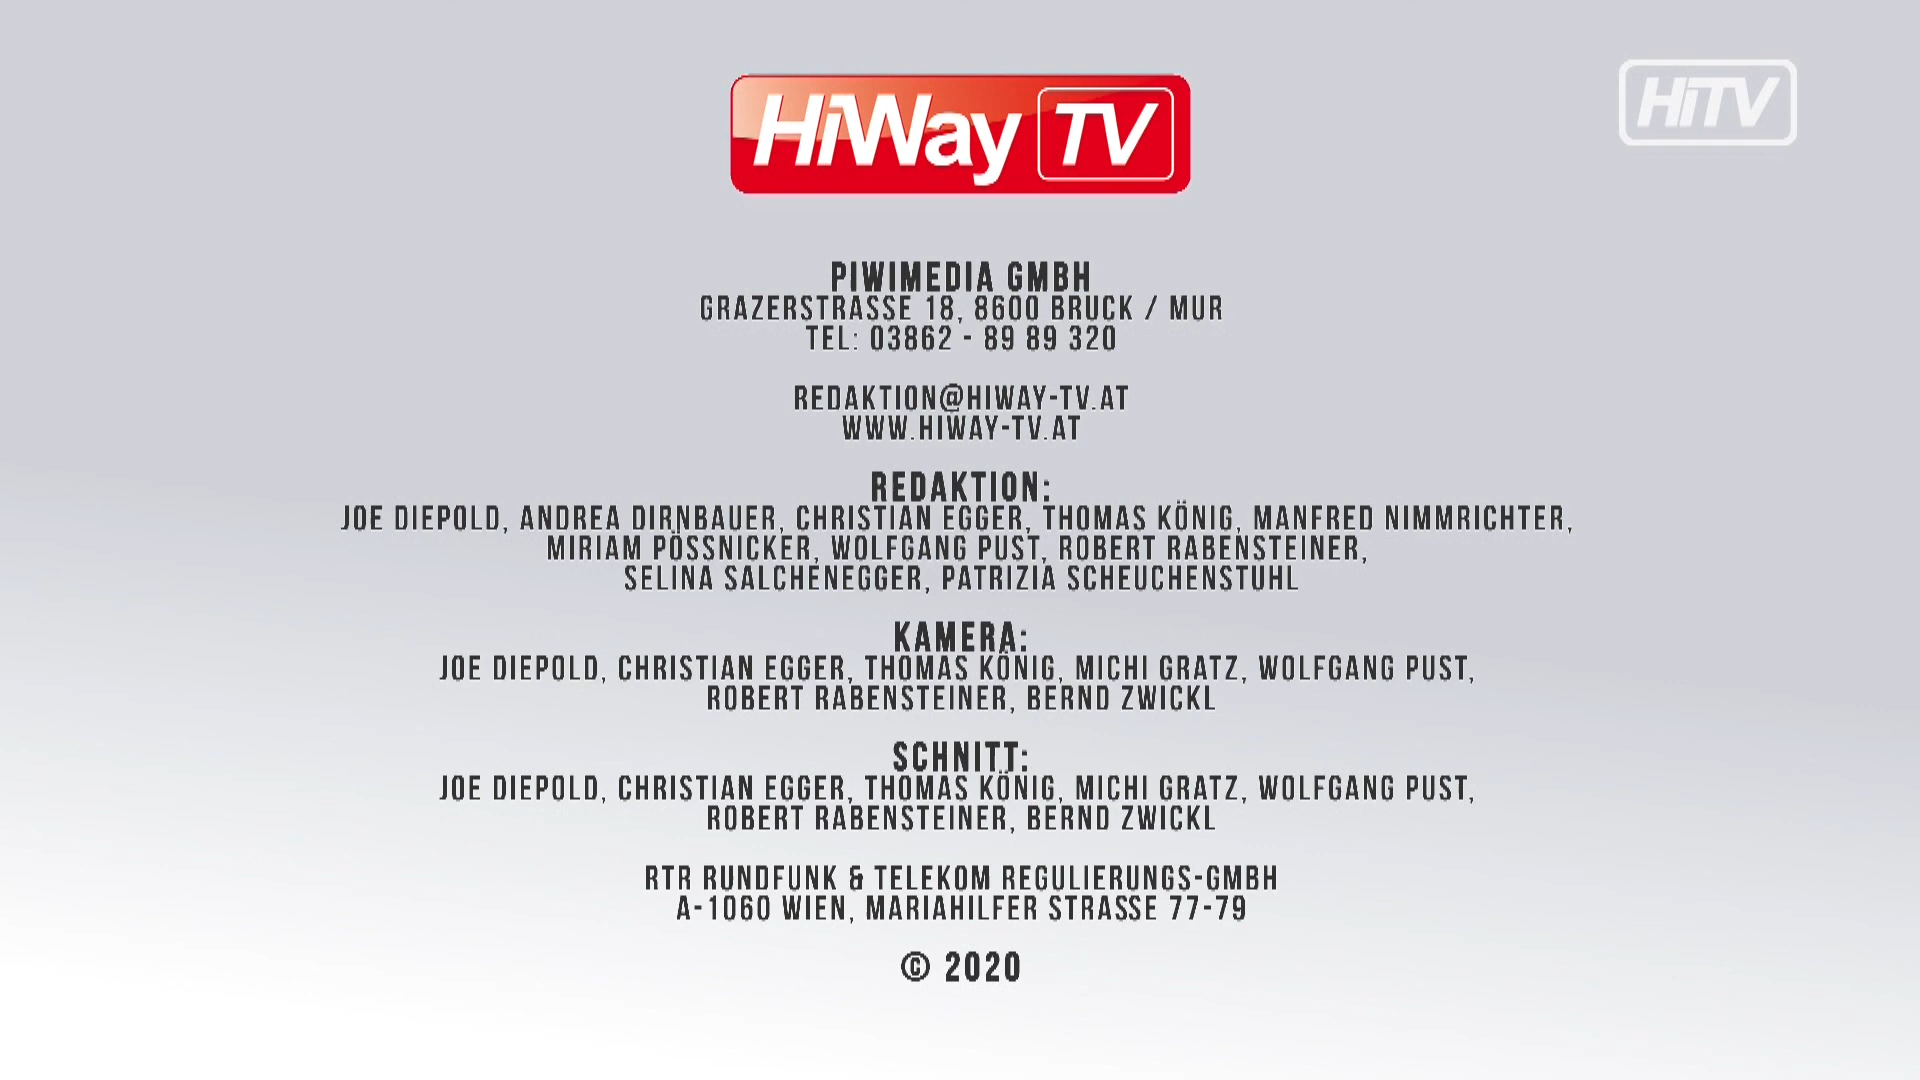 HiWay TV
HiTV
PIWIMEDIA GMBH
GRAZERSTRASSE 18, 8600 BRUCK / MUR
TEL: 03862 - 89 89 320
REDAKTION@HIWAY-TV.AT
WWW.HIWAY-TV.AT
REDAKTION:
JOE DIEPOLD, ANDREA DIRNBAUER, CHRISTIAN EGGER, THOMAS KÖNIG, MANFRED NIMMRICHTER,
MIRIAM PÖSSNICKER, WOLFGANG PUST, ROBERT RABENSTEINER,
SELINA SALCHENEGGER, PATRIZIA SCHEUCHENSTUHL
KAMERA:
JOE DIEPOLD, CHRISTIAN EGGER, THOMAS KÖNIG, MICHI GRATZ, WOLFGANG PUST,
ROBERT RABENSTEINER, BERND ZWICKL
SCHNITT:
JOE DIEPOLD, CHRISTIAN EGGER, THOMAS KÖNIG, MICHI GRATZ, WOLFGANG PUST,
ROBERT RABENSTEINER, BERND ZWICKL
RTR RUNDFUNK & TELEKOM REGULIERUNGS-GMBH
A-1060 WIEN, MARIAHILFER STRASSE 77-79
© 2020